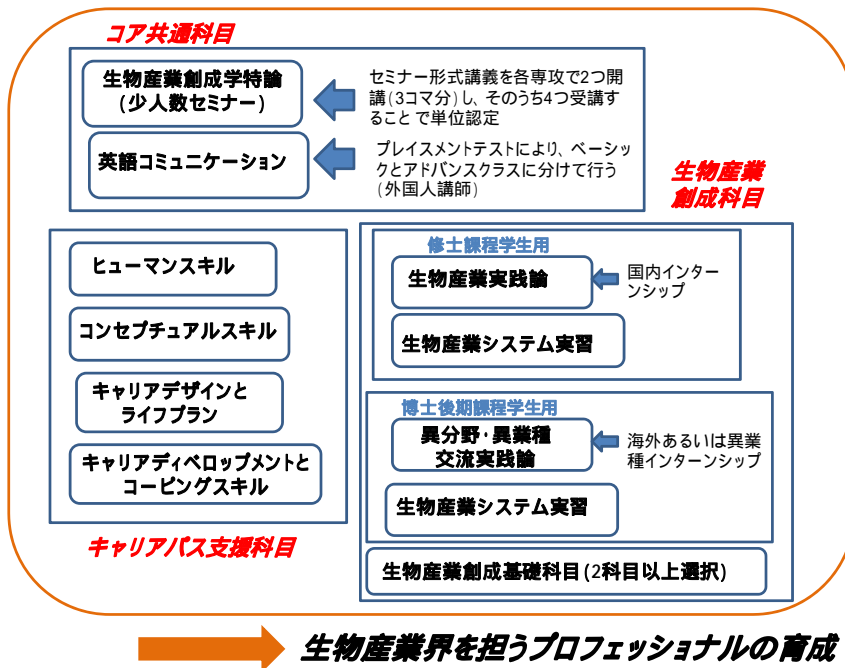 コア共通科目
生物産業創成学特論
(少人数セミナー)
セミナー形式講義を各専攻で2つ開
講(3コマ分)し、そのうち4つ受講す
ることで単位認定
英語コミュニケーション
プレイスメントテストにより、ベーシッ
クとアドバンスクラスに分けて行う
(外国人講師)
生物産業
創成科目
ヒューマンスキル
コンセプチュアルスキル
キャリアデザインと
ライフプラン
キャリアディベロップメントと
コーピングスキル
キャリアパス支援科目
修士課程学生用
生物産業実践論
国内インター
ンシップ
生物産業システム実習
博士後期課程学生用
異分野・異業種
交流実践論
海外あるいは異業
種インターンシップ
生物産業システム実習
生物産業創成基礎科目(2科目以上選択)
生物産業界を担うプロフェッショナルの育成